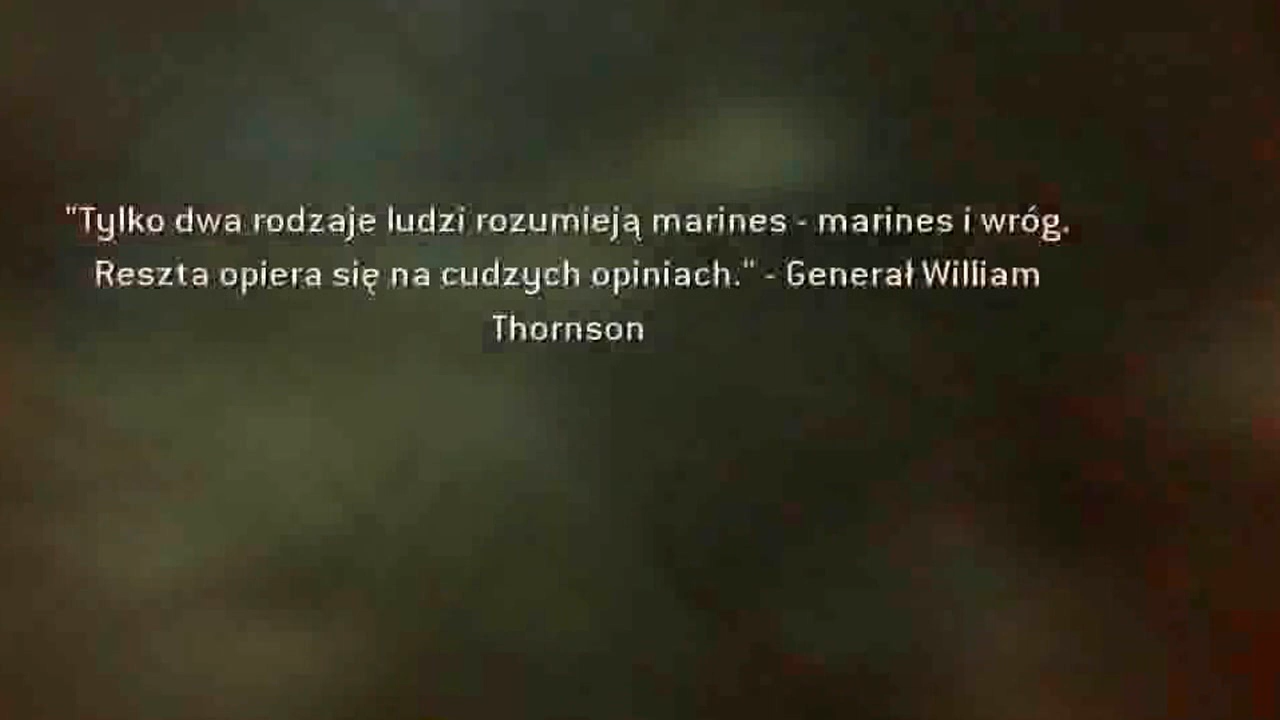 "Tylko dwa rodzaje ludzi rozumieją marines - marines i wróg.
Reszta opiera się na cudzych opiniach." - Generał William
Thornson